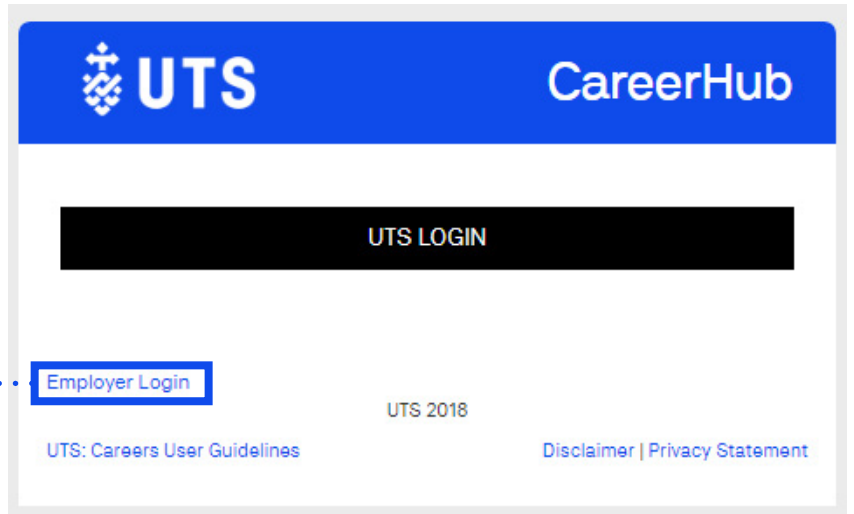 UTS CareerHub
UTS LOGIN
Employer Login
UTS 2018
UTS: Careers User Guidelines Disclaimer | Privacy Statement